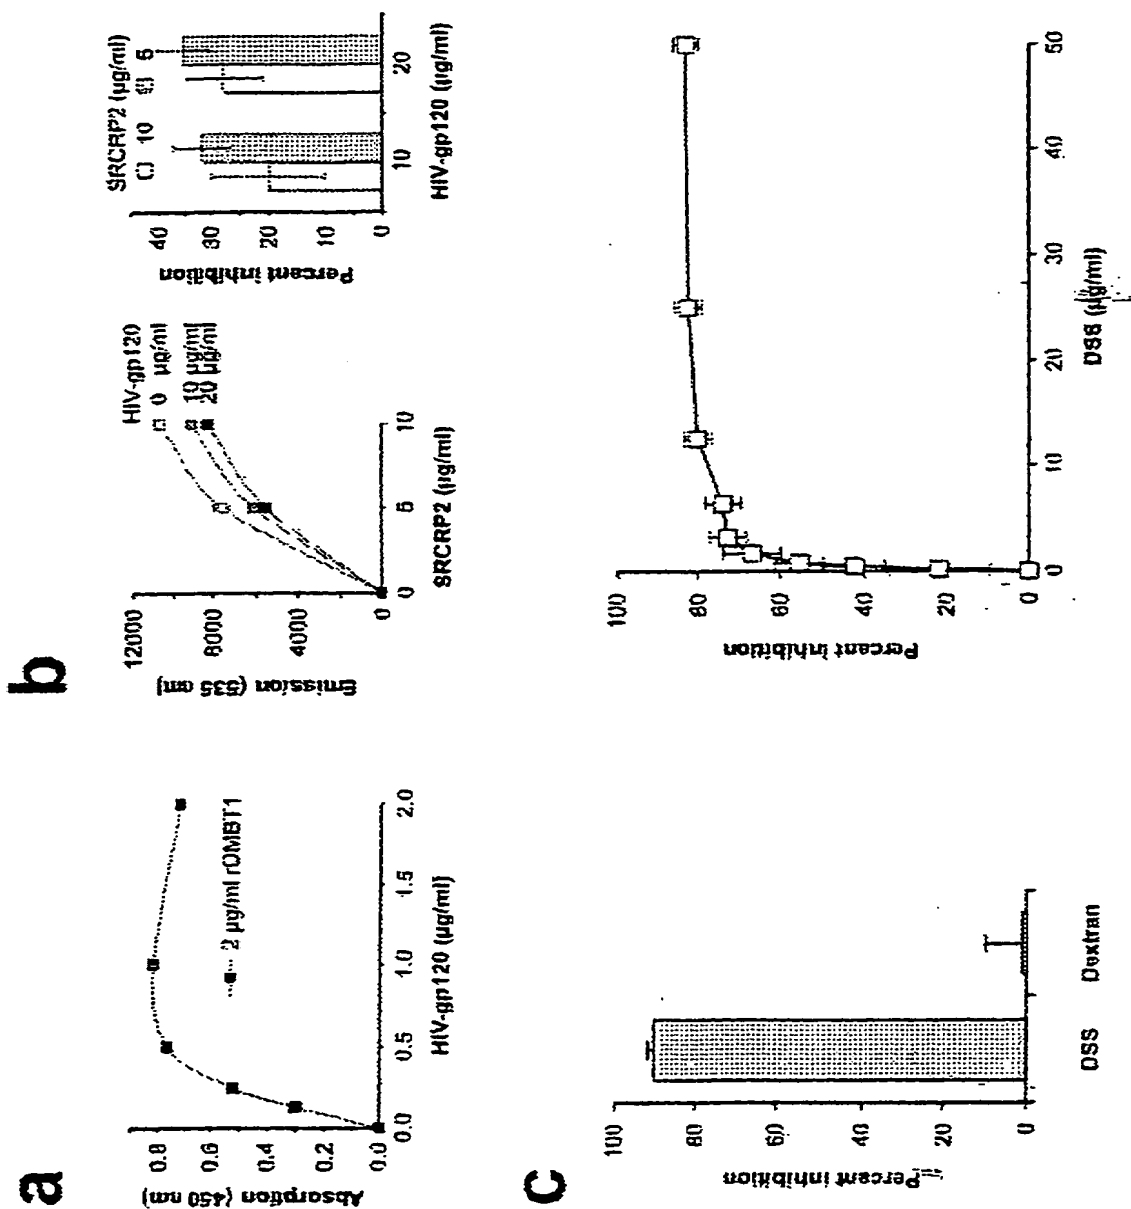 a
Absorption (450 nm)
0.8
0.6
0.4
0.2
0.0
0.0 0.5 1.0 1.5 2.0
HIV-gp120 (µg/ml)
2 µg/ml rDMBT1
b
Emission (535 nm)
12000
8000
4000
0
0 5 10
SRCRP2 (µg/ml)
HIV-gp120
0 µg/ml
10 µg/ml
20 µg/ml
Percent inhibition
40
30
20
10
0
10 20
HIV-gp120 (µg/ml)
SRCRP2 (µg/ml)
10 5
c
Percent inhibition
100
80
60
40
20
0
DSS Dextran
Percent inhibition
100
80
60
40
20
0
0 10 20 30 40 50
DSS (µg/ml)